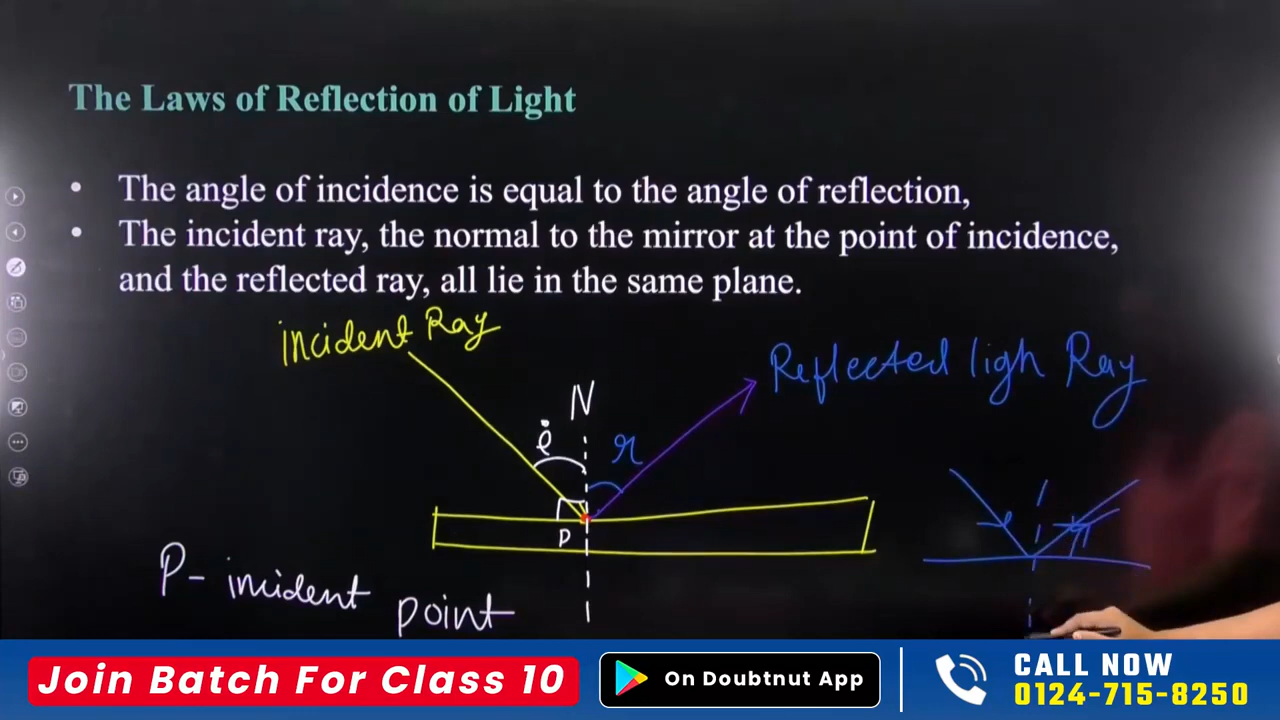 The Laws of Reflection of Light
• The angle of incidence is equal to the angle of reflection,
• The incident ray, the normal to the mirror at the point of incidence,
and the reflected ray, all lie in the same plane.
incident Ray
Reflected ligh Ray
N
i
r
P
P- incident point
Join Batch For Class 10
On Doubtnut App
CALL NOW
0124-715-8250